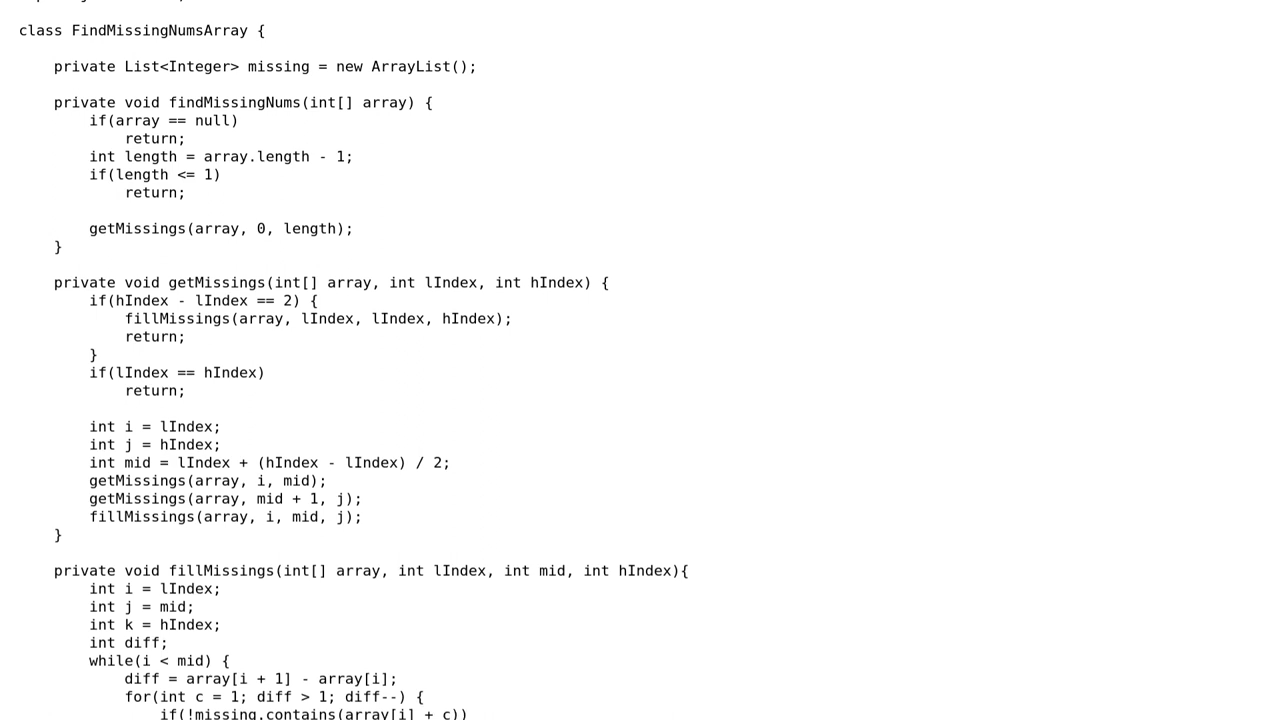 class FindMissingNumsArray {
private List<Integer> missing = new ArrayList();
private void findMissingNums(int[] array) {
if(array == null)
return;
int length = array.length - 1;
if(length <= 1)
return;
getMissings(array, 0, length);
}
private void getMissings(int[] array, int lIndex, int hIndex) {
if(hIndex - lIndex == 2) {
fillMissings(array, lIndex, lIndex, hIndex);
return;
}
if(lIndex == hIndex)
return;
int i = lIndex;
int j = hIndex;
int mid = lIndex + (hIndex - lIndex) / 2;
getMissings(array, i, mid);
getMissings(array, mid + 1, j);
fillMissings(array, i, mid, j);
}
private void fillMissings(int[] array, int lIndex, int mid, int hIndex){
int i = lIndex;
int j = mid;
int k = hIndex;
int diff;
while(i < mid) {
diff = array[i + 1] - array[i];
for(int c = 1; diff > 1; diff--) {
if(!missing.contains(array[i] + c))